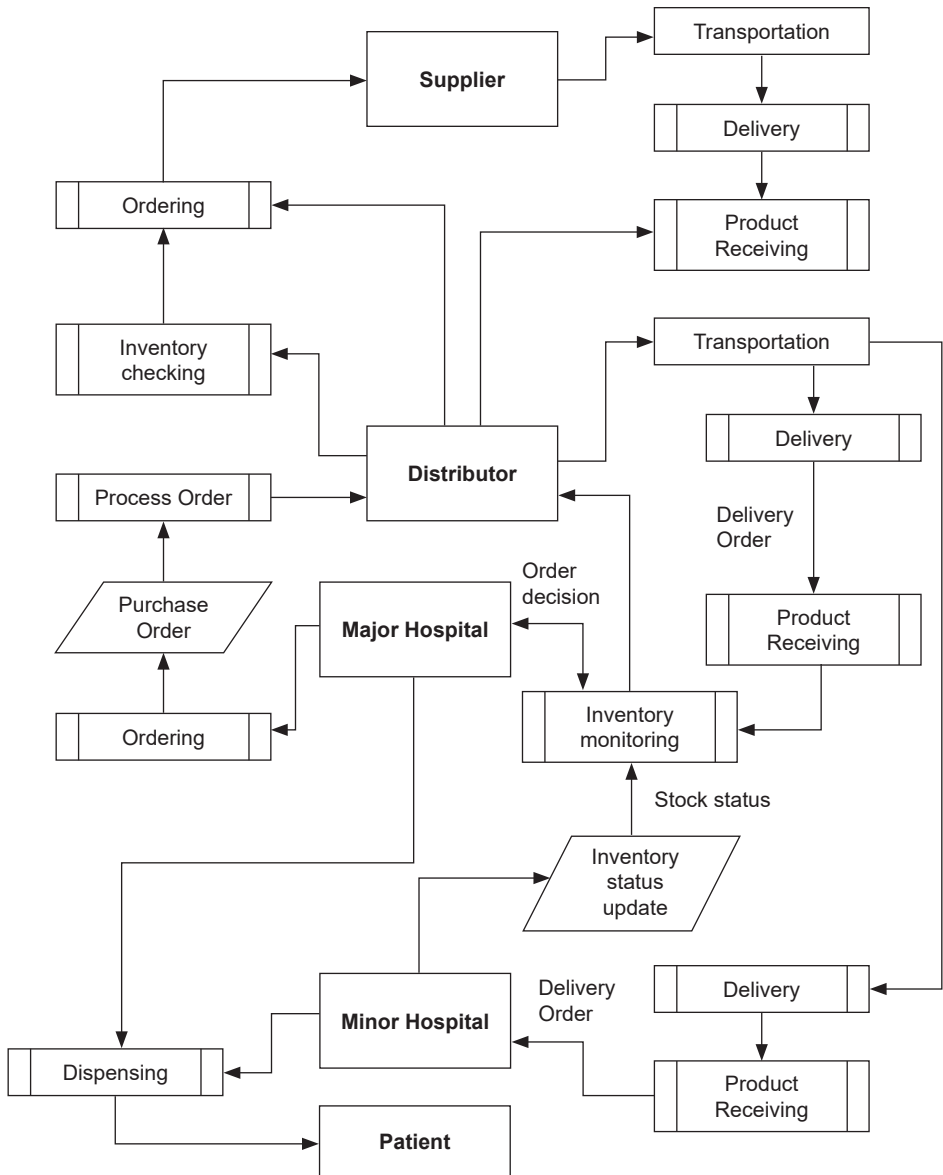 Transportation
Supplier
Delivery
Ordering
Product
Receiving
Inventory
checking
Transportation
Delivery
Distributor
Process Order
Delivery
Order
Order
decision
Purchase
Order
Major Hospital
Product
Receiving
Ordering
Inventory
monitoring
Stock status
Inventory
status
update
Delivery
Order
Delivery
Minor Hospital
Dispensing
Product
Receiving
Patient